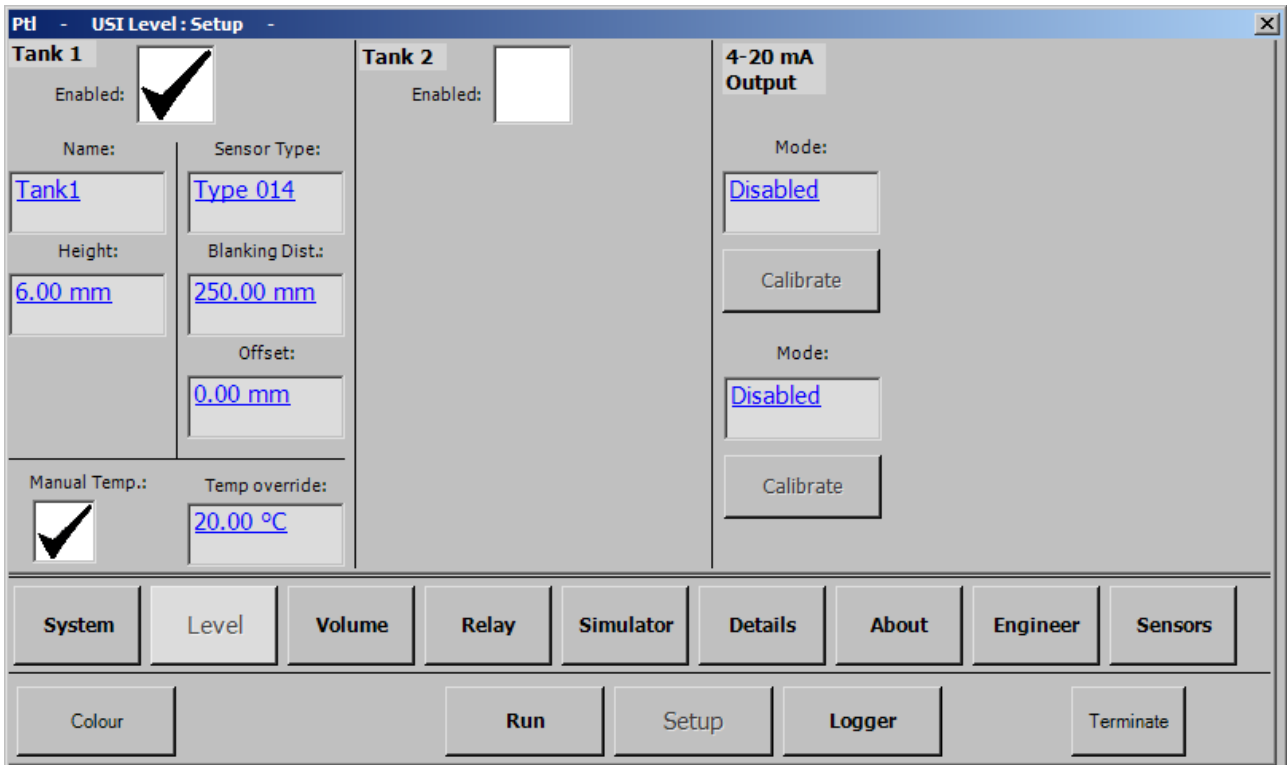 Ptl - USI Level : Setup -
Tank 1
Enabled:
Name:
Sensor Type:
Tank1
Type 014
Height:
Blanking Dist.:
6.00 mm
250.00 mm
Offset:
0.00 mm
Manual Temp.:
Temp override:
20.00 °C
Tank 2
Enabled:
4-20 mA
Output
Mode:
Disabled
Calibrate
Mode:
Disabled
Calibrate
System
Level
Volume
Relay
Simulator
Details
About
Engineer
Sensors
Colour
Run
Setup
Logger
Terminate